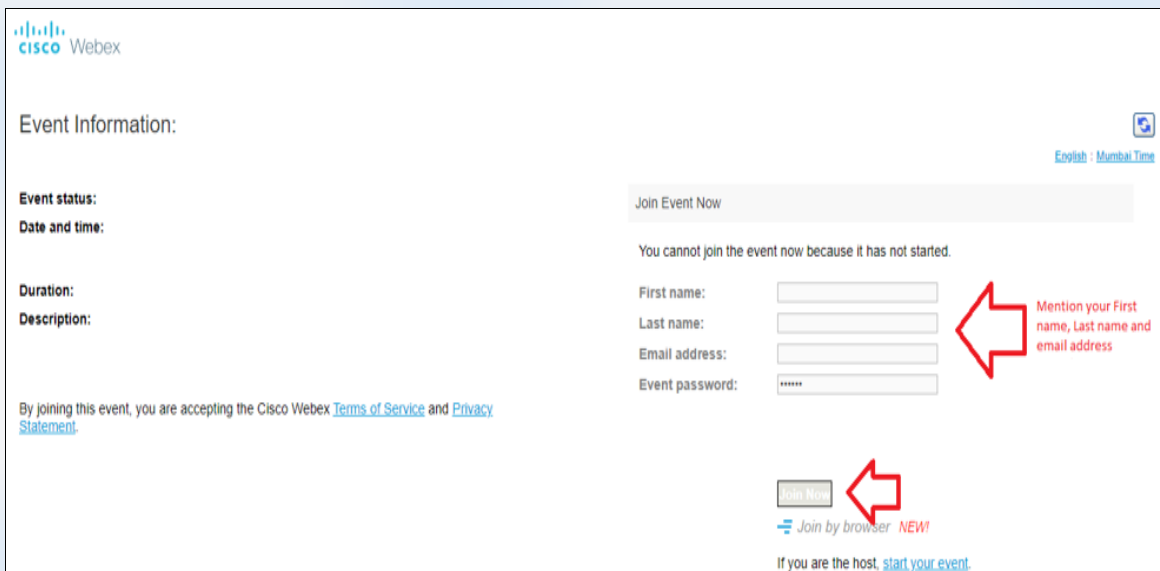 CISCO Webex
Event Information:
English : Mumbai Time
Event status:
Date and time:
Duration:
Description:
By joining this event, you are accepting the Cisco Webex Terms of Service and Privacy
Statement.
Join Event Now
You cannot join the event now because it has not started.
First name:
Last name:
Email address:
Event password: ••••••
Mention your First
name, Last name and
email address
Join Now
Join by browser NEW!
If you are the host, start your event.